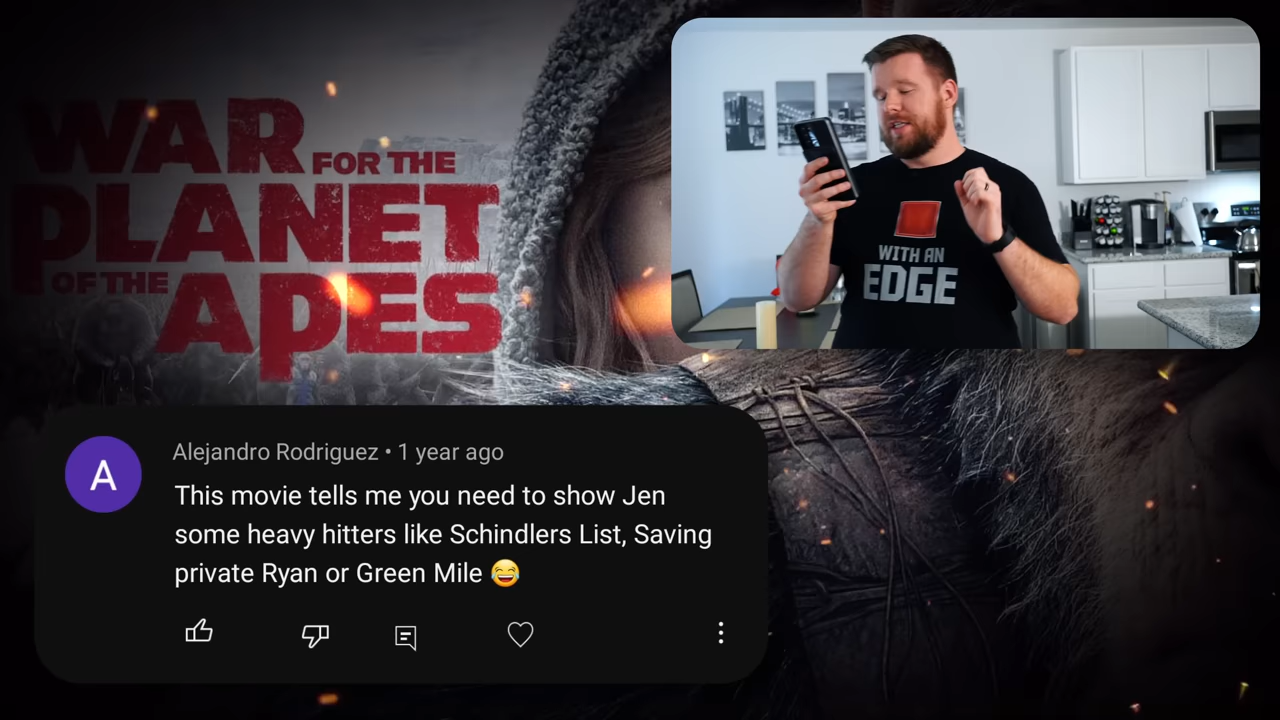 WAR
FOR THE
PLANET
OF THE
APES
WITH AN
EDGE
A
Alejandro Rodriguez • 1 year ago
This movie tells me you need to show Jen
some heavy hitters like Schindlers List, Saving
private Ryan or Green Mile 😂